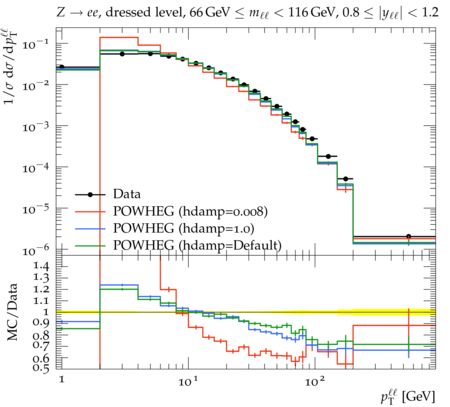 Z → ee, dressed level, 66 GeV ≤ m_ℓℓ < 116 GeV, 0.8 ≤ |y_ℓℓ| < 1.2
1/σ dσ/dp_T^ℓℓ
10^−1
10^−2
10^−3
10^−4
10^−5
10^−6
Data
POWHEG (hdamp=0.008)
POWHEG (hdamp=1.0)
POWHEG (hdamp=Default)
MC/Data
1.4
1.3
1.2
1.1
1
0.9
0.8
0.7
0.6
0.5
1 10^1 10^2
p_T^ℓℓ [GeV]